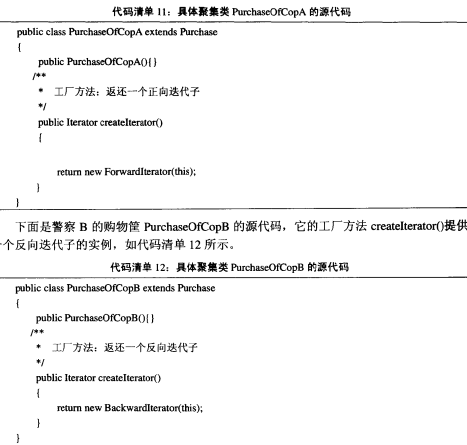 代码清单 11：具体聚集类 PurchaseOfCopA 的源代码
public class PurchaseOfCopA extends Purchase
{
public PurchaseOfCopA(){}
/**
* 工厂方法：返还一个正向迭代子
*/
public Iterator createIterator()
{
return new ForwardIterator(this);
}
}
下面是警察 B 的购物筐 PurchaseOfCopB 的源代码，它的工厂方法 createIterator()提供
一个反向迭代子的实例，如代码清单 12 所示。
代码清单 12：具体聚集类 PurchaseOfCopB 的源代码
public class PurchaseOfCopB extends Purchase
{
public PurchaseOfCopB(){}
/**
* 工厂方法：返还一个反向迭代子
*/
public Iterator createIterator()
{
return new BackwardIterator(this);
}
}